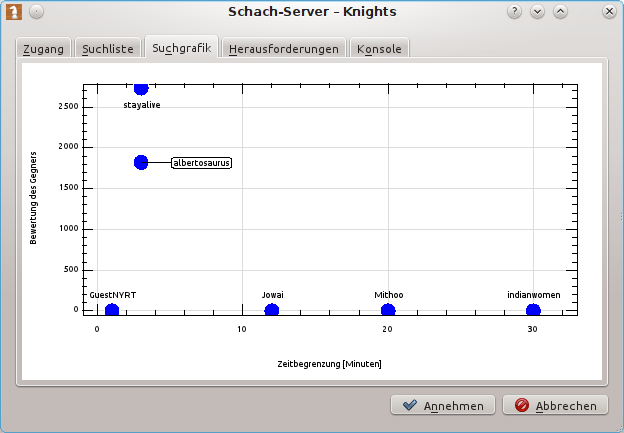 Schach-Server – Knights
Zugang Suchliste Suchgrafik Herausforderungen Konsole
2500
stayalive
2000
albertosaurus
1500
Bewertung des Gegners
1000
500
GuestNYRT Jowai Mithoo indianwomen
0
0 10 20 30
Zeitbegrenzung [Minuten]
Annehmen Abbrechen